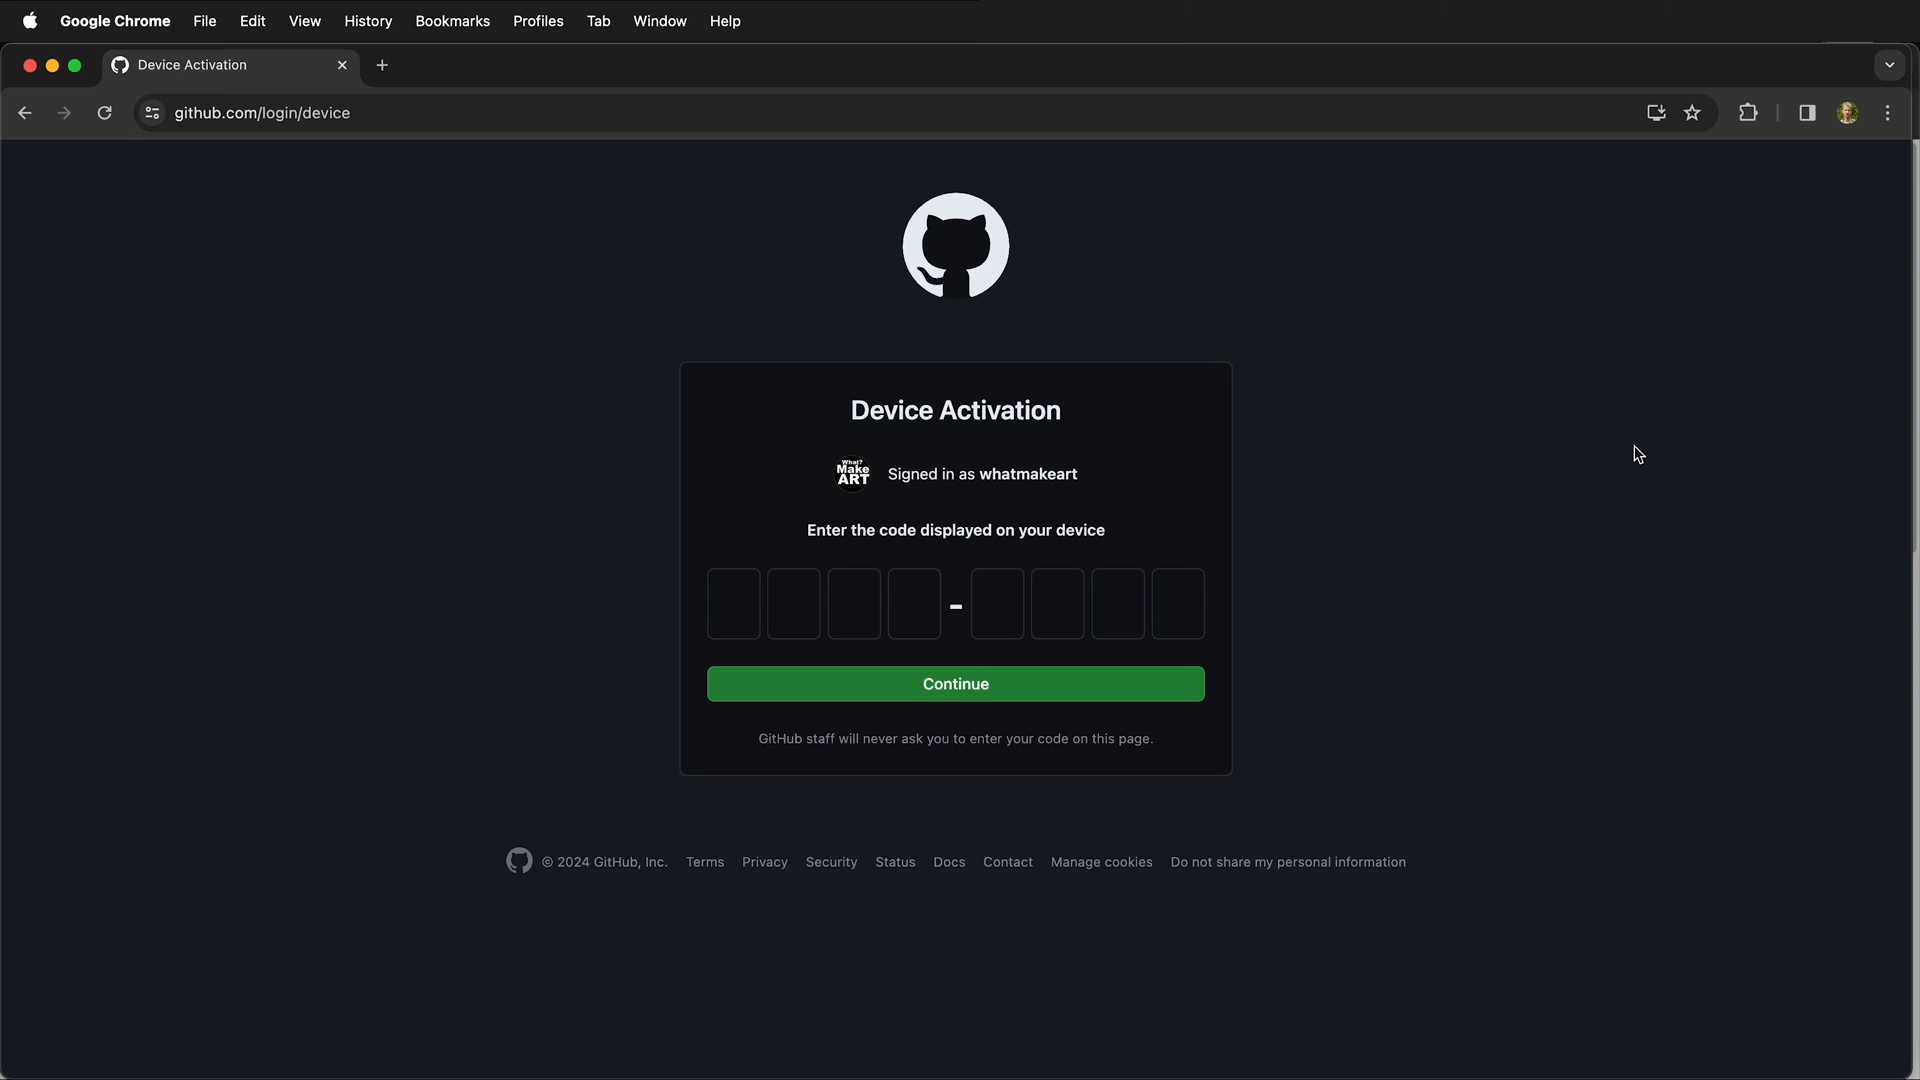 Google Chrome File Edit View History Bookmarks Profiles Tab Window Help
Device Activation
github.com/login/device
Device Activation
What?
Make
ART
Signed in as whatmakeart
Enter the code displayed on your device
-
Continue
GitHub staff will never ask you to enter your code on this page.
© 2024 GitHub, Inc. Terms Privacy Security Status Docs Contact Manage cookies Do not share my personal information